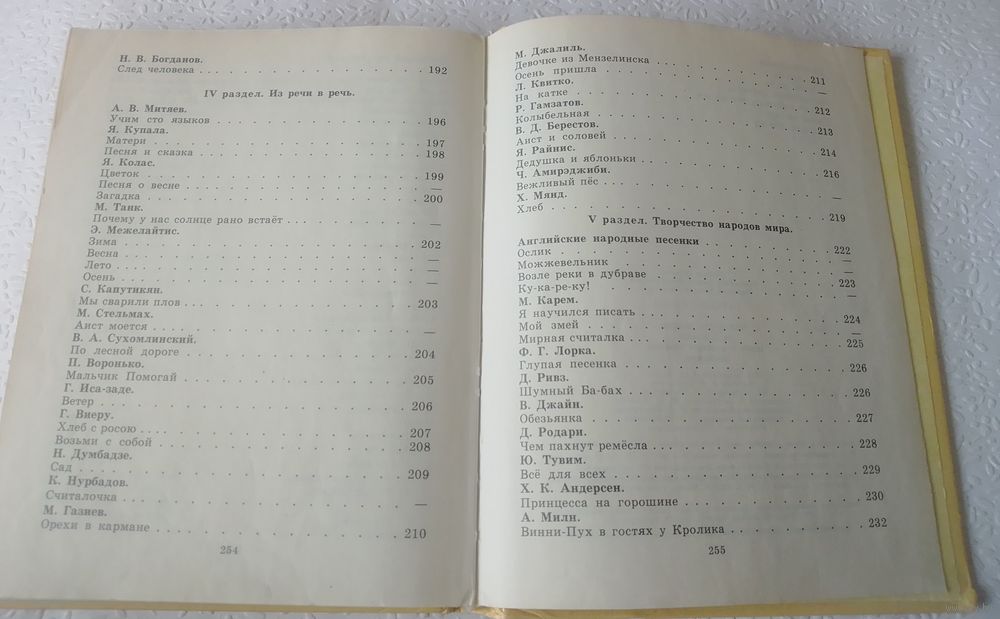 Н. В. Богданов.
След человека . . . 192
IV раздел. Из речи в речь.
А. В. Митяев.
Учим сто языков . . . 196
Я. Купала.
Матери . . . 197
Песня и сказка . . . 198
Я. Колас.
Цветок . . . 199
Песня о весне . . . —
Загадка . . . 200
М. Танк.
Почему у нас солнце рано встаёт . . . —
Э. Межелайтис.
Зима . . . 202
Весна . . . —
Лето . . . —
Осень . . . —
С. Капутикян.
Мы сварили плов . . . 203
М. Стельмах.
Аист моется . . . —
В. А. Сухомлинский.
По лесной дороге . . . 204
П. Воронько.
Мальчик Помогай . . . 205
Г. Иса-заде.
Ветер . . . 206
Г. Виеру.
Хлеб с росою . . . 207
Возьми с собой . . . 208
Н. Думбадзе.
Сад . . . 209
К. Нурбадов.
Считалочка . . . —
М. Газиев.
Орехи в кармане . . . 210
254
М. Джалиль.
Девочке из Мензелинска . . . 211
Осень пришла . . . —
Л. Квитко.
На катке . . . 212
Р. Гамзатов.
Колыбельная . . . 213
В. Д. Берестов.
Аист и соловей . . . 214
Я. Райнис.
Дедушка и яблоньки . . . 216
Ч. Амирэджиби.
Вежливый пёс . . . —
Х. Мянд.
Хлеб . . . 219
V раздел. Творчество народов мира.
Английские народные песенки . . . 222
Ослик . . . —
Можжевельник . . . —
Возле реки в дубраве . . . 223
Ку-ка-ре-ку! . . . —
М. Карем.
Я научился писать . . . 224
Мой змей . . . —
Мирная считалка . . . 225
Ф. Г. Лорка.
Глупая песенка . . . 226
Д. Ривз.
Шумный Ба-бах . . . 226
В. Джайн.
Обезьянка . . . 227
Д. Родари.
Чем пахнут ремёсла . . . 228
Ю. Тувим.
Всё для всех . . . 229
Х. К. Андерсен.
Принцесса на горошине . . . 230
А. Милн.
Винни-Пух в гостях у Кролика . . . 232
255